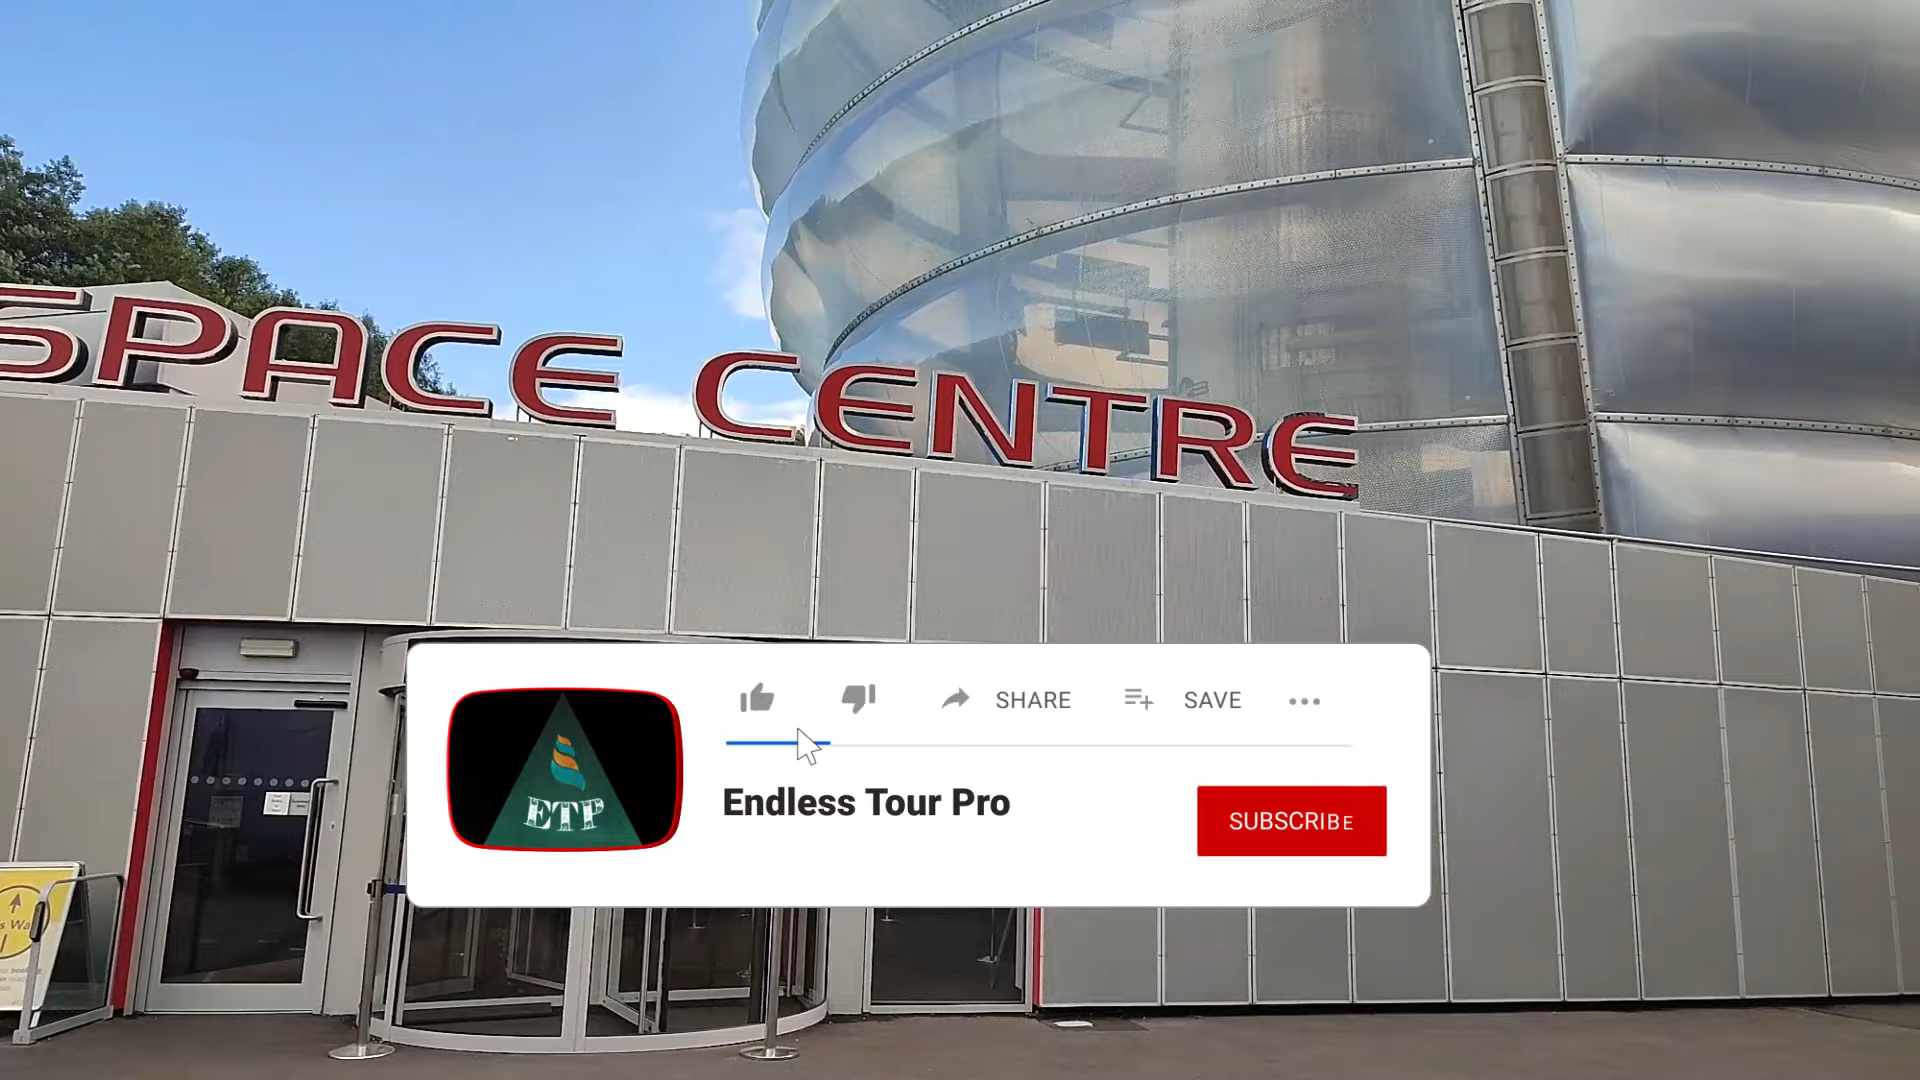 SPACE CENTRE
SHARE SAVE
ETP
Endless Tour Pro
SUBSCRIBE